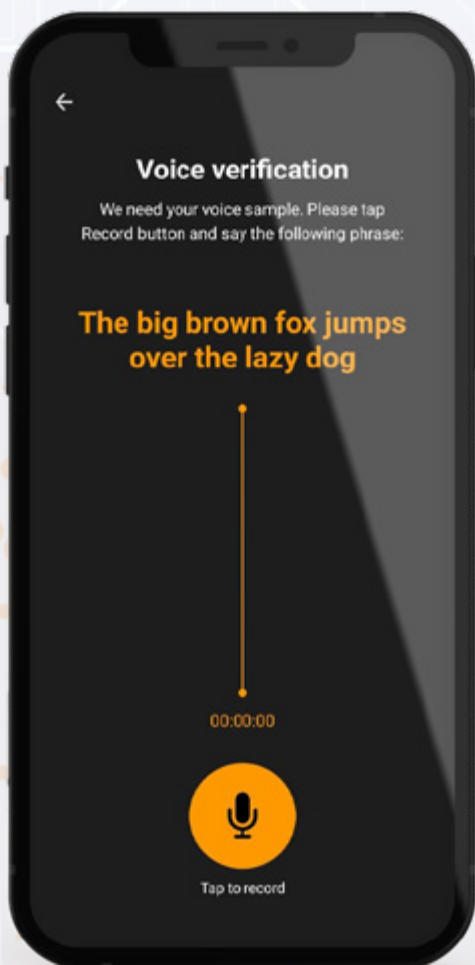 Voice verification
We need your voice sample. Please tap
Record button and say the following phrase:
The big brown fox jumps
over the lazy dog
00:00:00
Tap to record